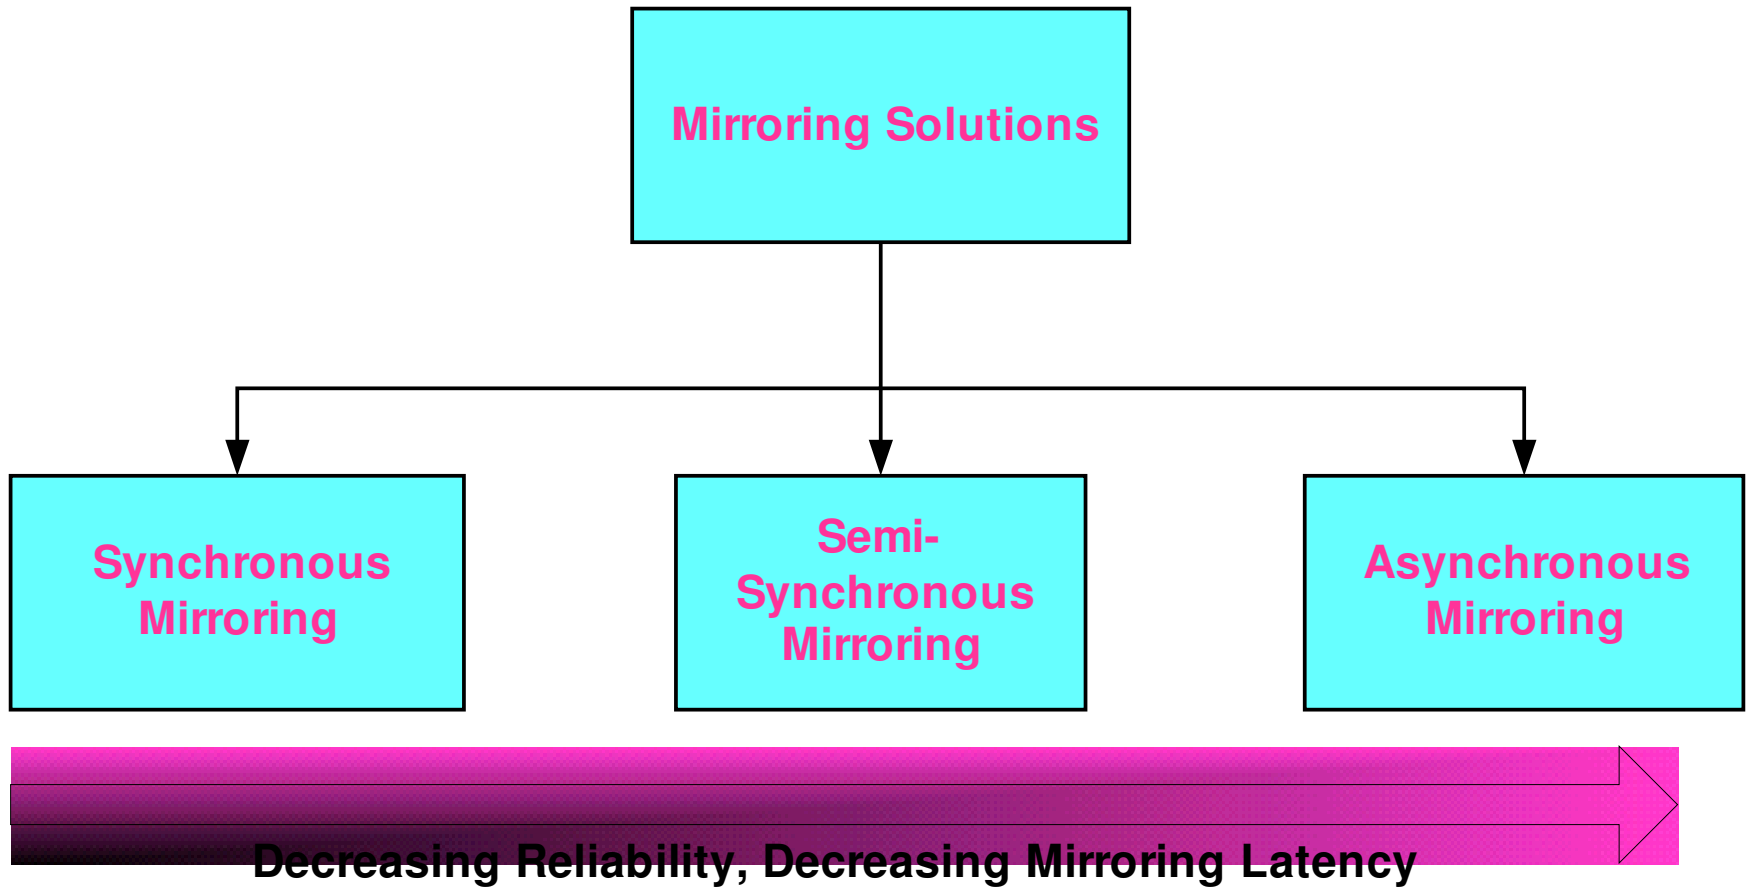 Mirroring Solutions
Synchronous
Mirroring
Semi-
Synchronous
Mirroring
Asynchronous
Mirroring
Decreasing Reliability, Decreasing Mirroring Latency